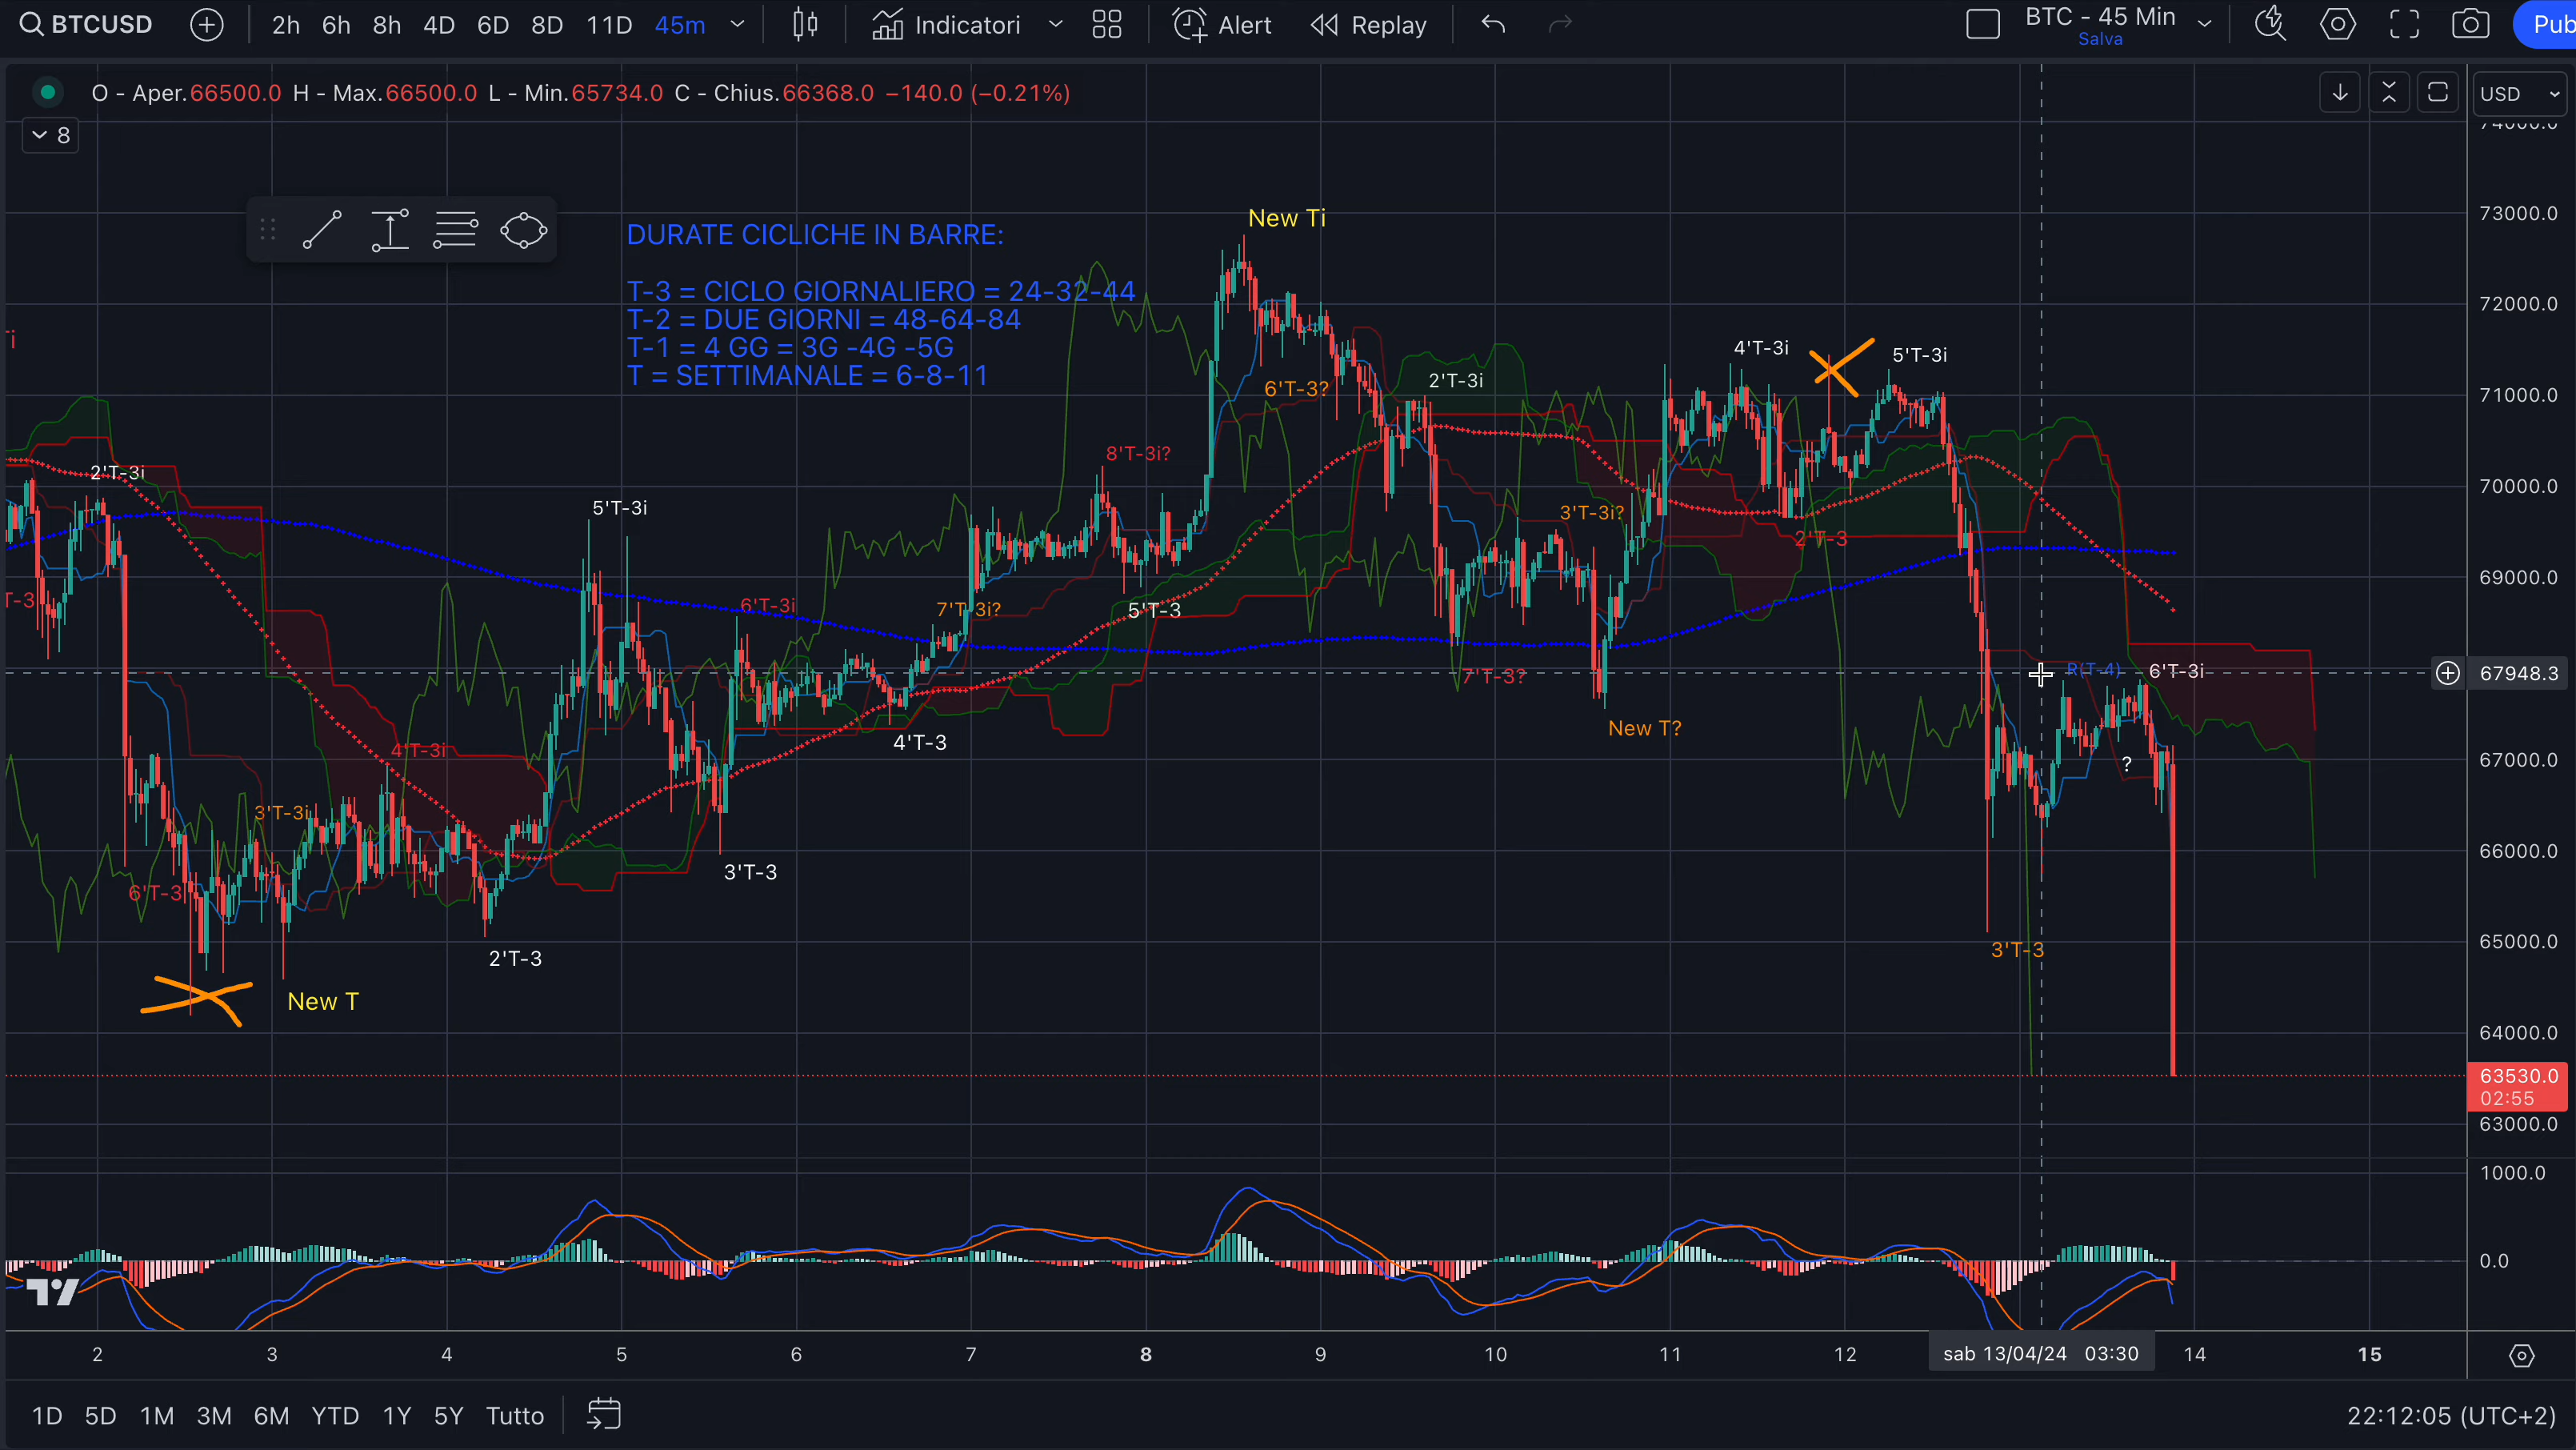 BTCUSD 2h 6h 8h 4D 6D 8D 11D 45m Indicatori Alert Replay BTC - 45 Min
Salva Pub
O - Aper.66500.0 H - Max.66500.0 L - Min.65734.0 C - Chius.66368.0 −140.0 (−0.21%)
USD
8
74000.0
New Ti
73000.0
DURATE CICLICHE IN BARRE:
T-3 = CICLO GIORNALIERO = 24-32-44
T-2 = DUE GIORNI = 48-64-84
T-1 = 4 GG = 3G -4G -5G
T = SETTIMANALE = 6-8-11
72000.0
4'T-3i
5'T-3i
2'T-3i
6'T-3?
71000.0
8'T-3i?
2'T-3i
70000.0
5'T-3i
3'T-3i?
2'T-3
69000.0
T-3
6'T-3i
7'T-3i?
5'T-3
R(T-4)
6'T-3i
67948.3
7'T-3?
New T?
4'T-3
4'T-3i
?
67000.0
3'T-3i
66000.0
3'T-3
6'T-3
65000.0
3'T-3
2'T-3
New T
64000.0
63530.0
02:55
63000.0
1000.0
0.0
2 3 4 5 6 7 8 9 10 11 12 sab 13/04/24 03:30 14 15
1D 5D 1M 3M 6M YTD 1Y 5Y Tutto 22:12:05 (UTC+2)